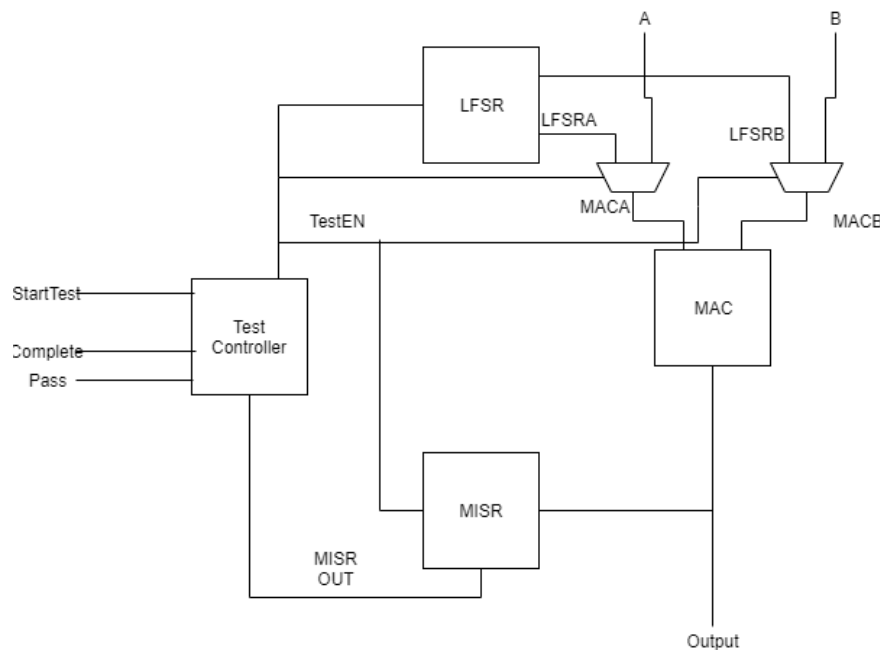 A
B
LFSR
LFSRA
LFSRB
MACA
MACB
TestEN
StartTest
MAC
Test
Controller
Complete
Pass
MISR
MISR
OUT
Output